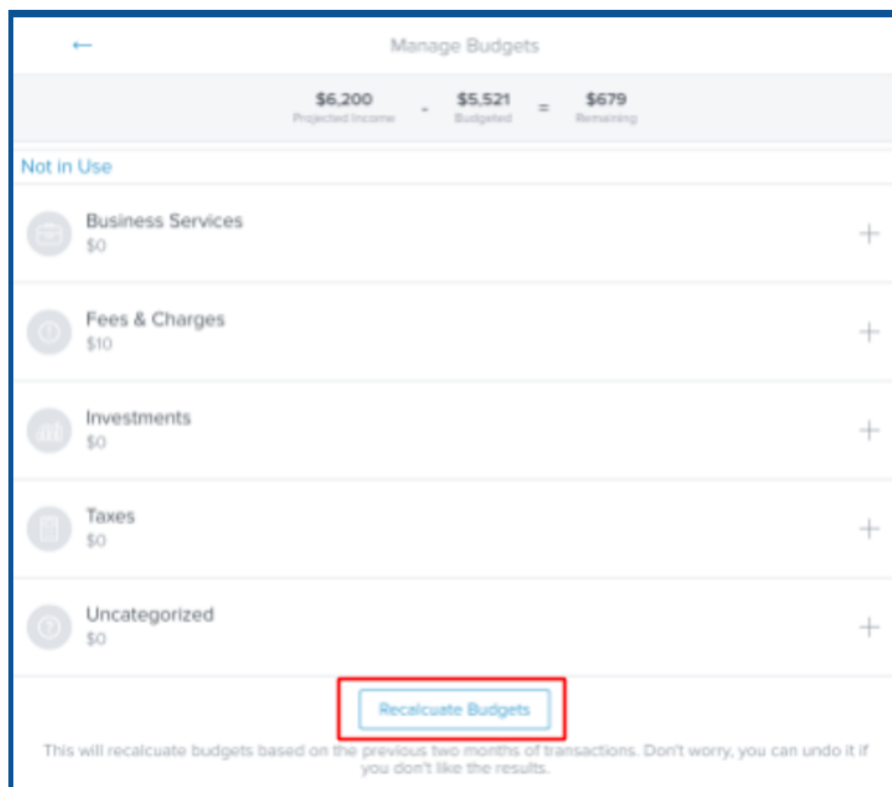 ←
Manage Budgets
$6,200 - $5,521 = $679
Projected Income Budgeted Remaining
Not in Use
Business Services
$0
+
Fees & Charges
$10
+
Investments
$0
+
Taxes
$0
+
Uncategorized
$0
+
Recalcuate Budgets
This will recalcuate budgets based on the previous two months of transactions. Don't worry, you can undo it if
you don't like the results.